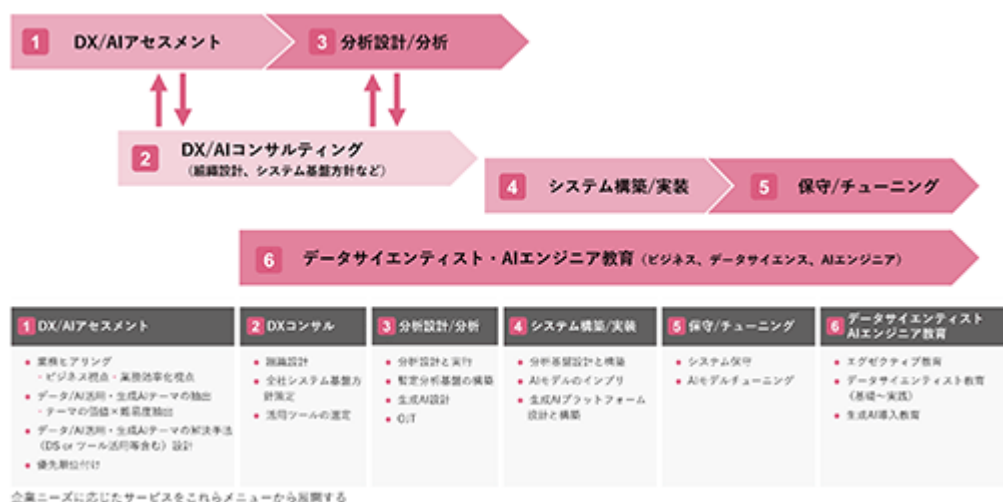 1 DX/AIアセスメント
3 分析設計/分析
2 DX/AIコンサルティング
（組織設計、システム基盤方針など）
4 システム構築/実装
5 保守/チューニング
6 データサイエンティスト・AIエンジニア教育（ビジネス、データサイエンス、AIエンジニア）
1 DX/AIアセスメント
• 業務ヒアリング
・ビジネス視点・業務効率化視点
• データ/AI活用・生成AIテーマの抽出
・テーマの価値×難易度抽出
• データ/AI活用・生成AIテーマの解決手法
（DS or ツール活用等含む）設計
• 優先順位付け
2 DXコンサル
• 組織設計
• 全社システム基盤方
針策定
• 活用ツールの選定
3 分析設計/分析
• 分析設計と実行
• 暫定分析基盤の構築
• 生成AI設計
• OJT
4 システム構築/実装
• 分析基盤設計と構築
• AIモデルのインプリ
• 生成AIプラットフォーム
設計と構築
5 保守/チューニング
• システム保守
• AIモデルチューニング
6 データサイエンティスト
AIエンジニア教育
• エグゼクティブ教育
• データサイエンティスト教育
（基礎〜実践）
• 生成AI導入教育
企業ニーズに応じたサービスをこれらメニューから展開する